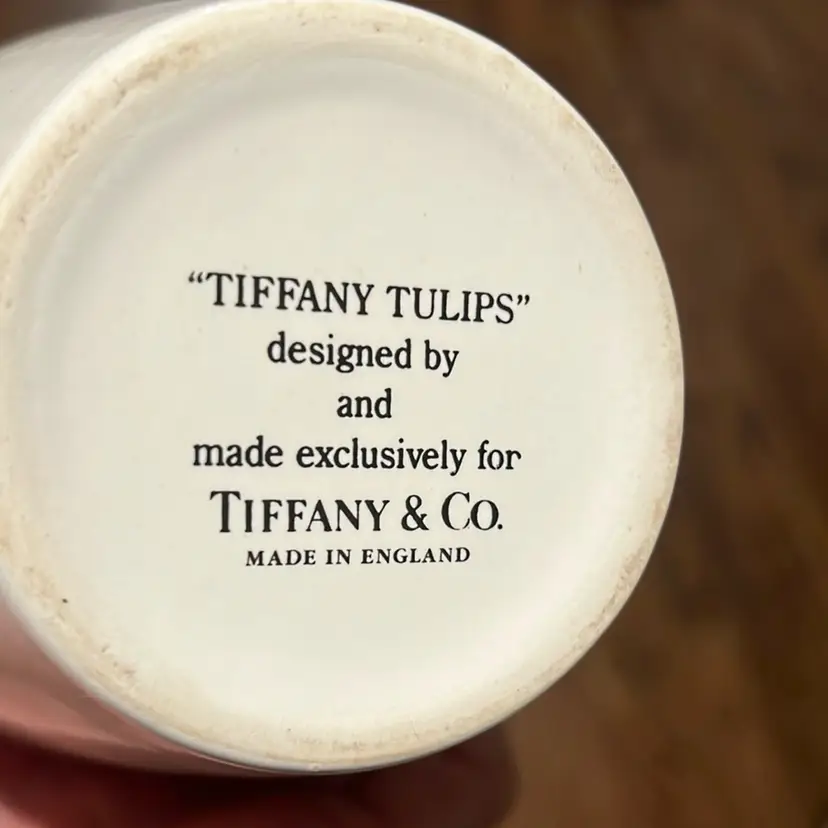 “TIFFANY TULIPS”
designed by
and
made exclusively for
TIFFANY & CO.
MADE IN ENGLAND